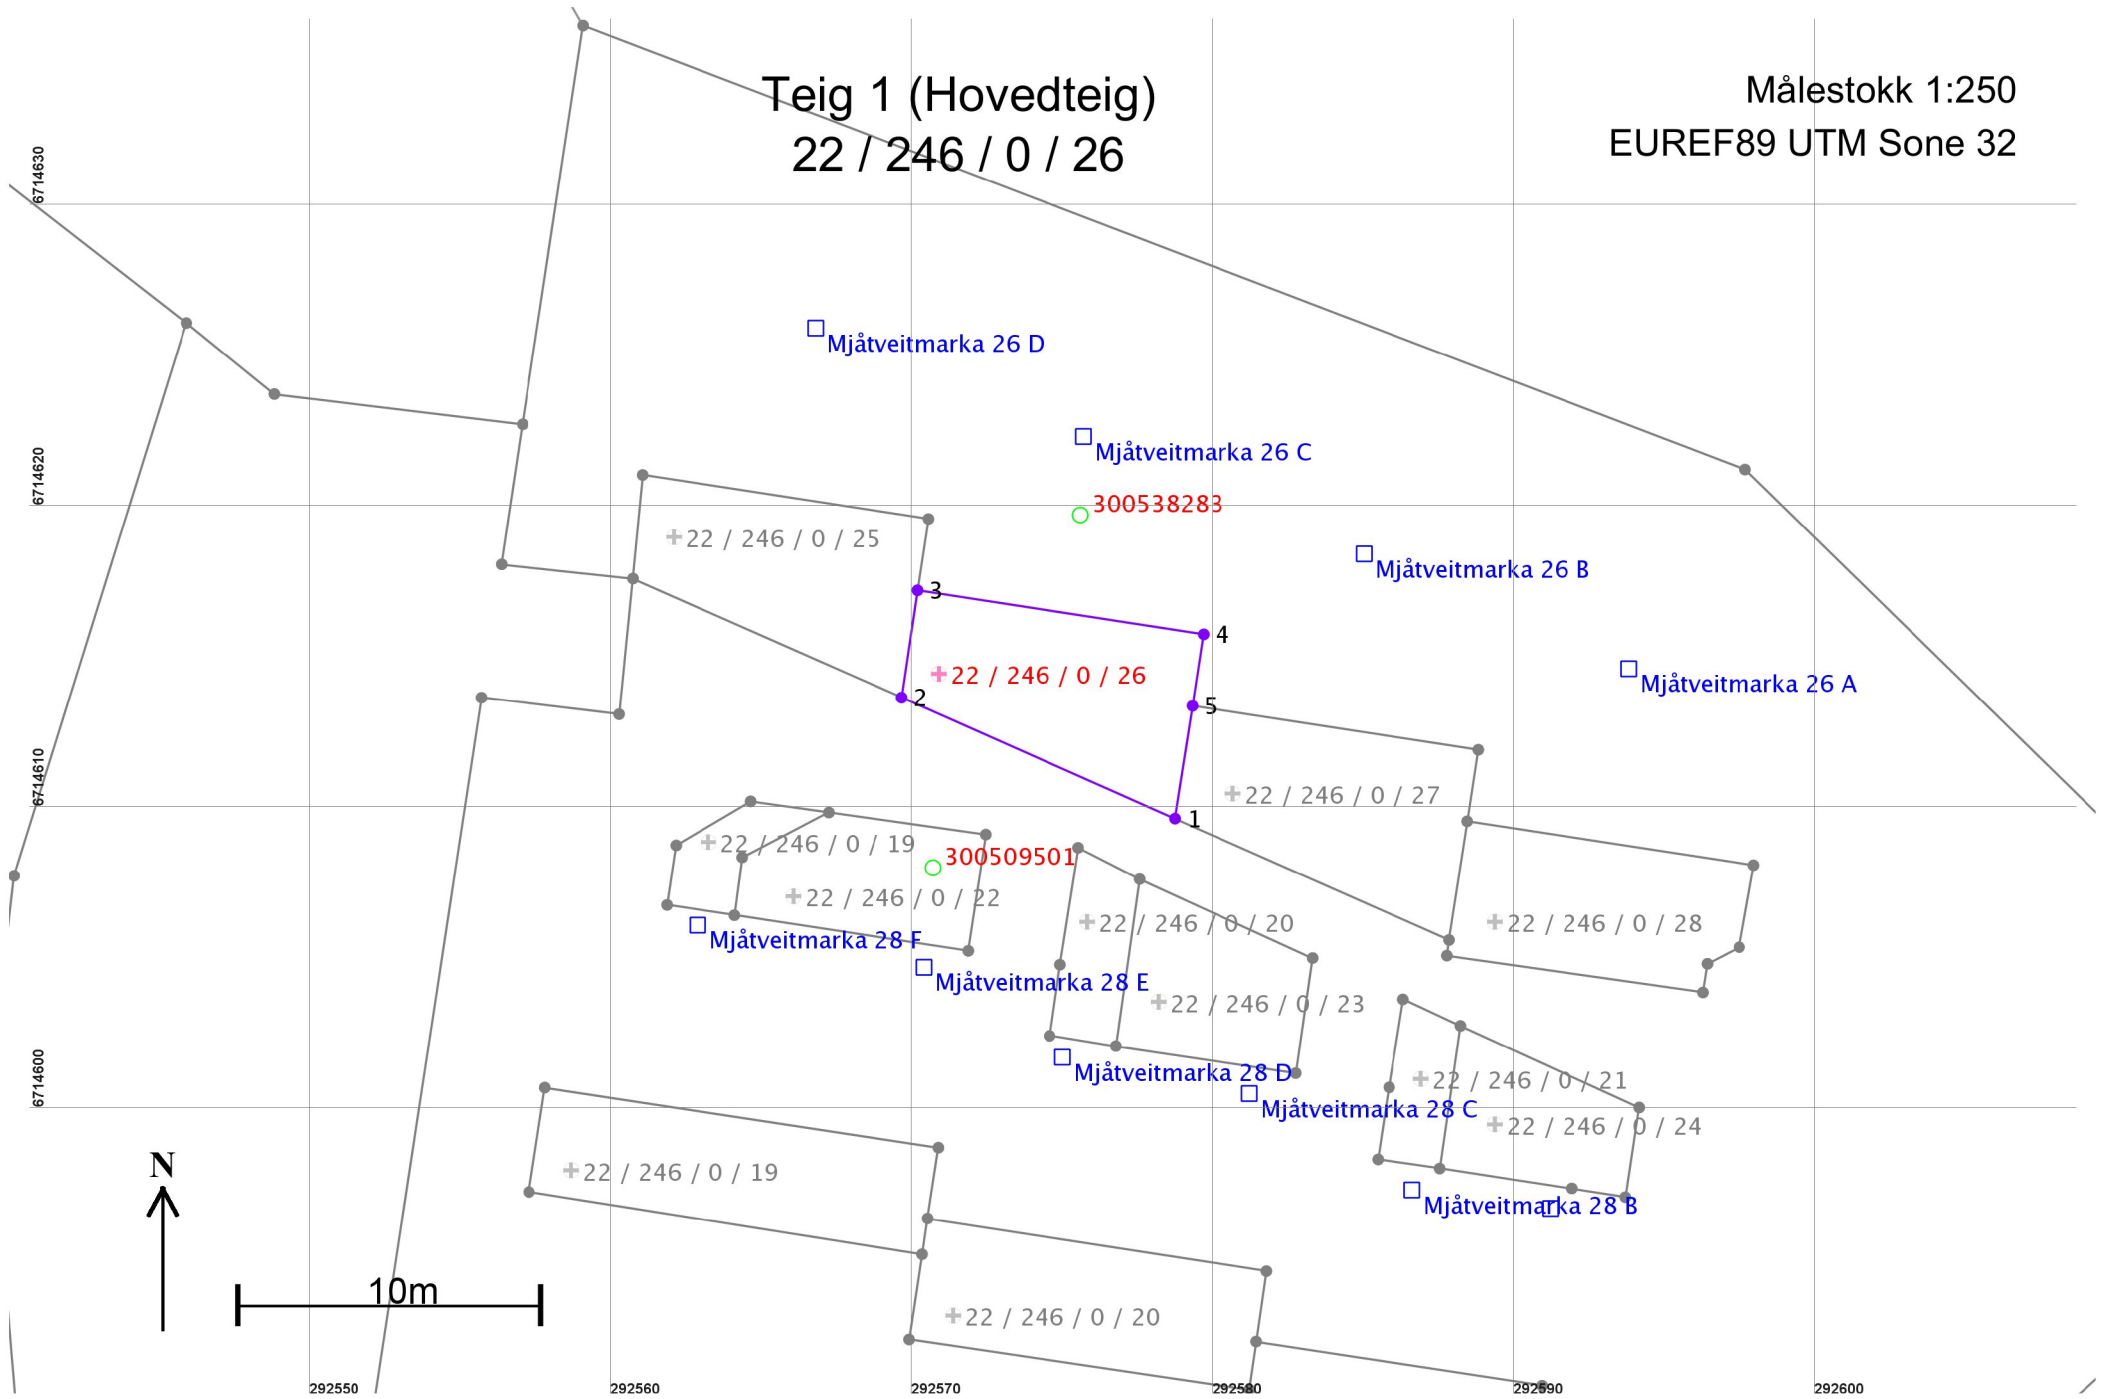 Teig 1 (Hovedteig)
22 / 246 / 0 / 26
Målestokk 1:250
EUREF89 UTM Sone 32
6714630
Mjåtveitmarka 26 D
Mjåtveitmarka 26 C
6714620
300538283
22 / 246 / 0 / 25
Mjåtveitmarka 26 B
3
4
22 / 246 / 0 / 26
Mjåtveitmarka 26 A
2
5
6714610
22 / 246 / 0 / 27
1
22 / 246 / 0 / 19
300509501
22 / 246 / 0 / 22
22 / 246 / 0 / 20
22 / 246 / 0 / 28
Mjåtveitmarka 28 F
Mjåtveitmarka 28 E
22 / 246 / 0 / 23
6714600
Mjåtveitmarka 28 D
22 / 246 / 0 / 21
Mjåtveitmarka 28 C
22 / 246 / 0 / 24
N
22 / 246 / 0 / 19
Mjåtveitmarka 28 B
10m
22 / 246 / 0 / 20
292550
292560
292570
292580
292590
292600